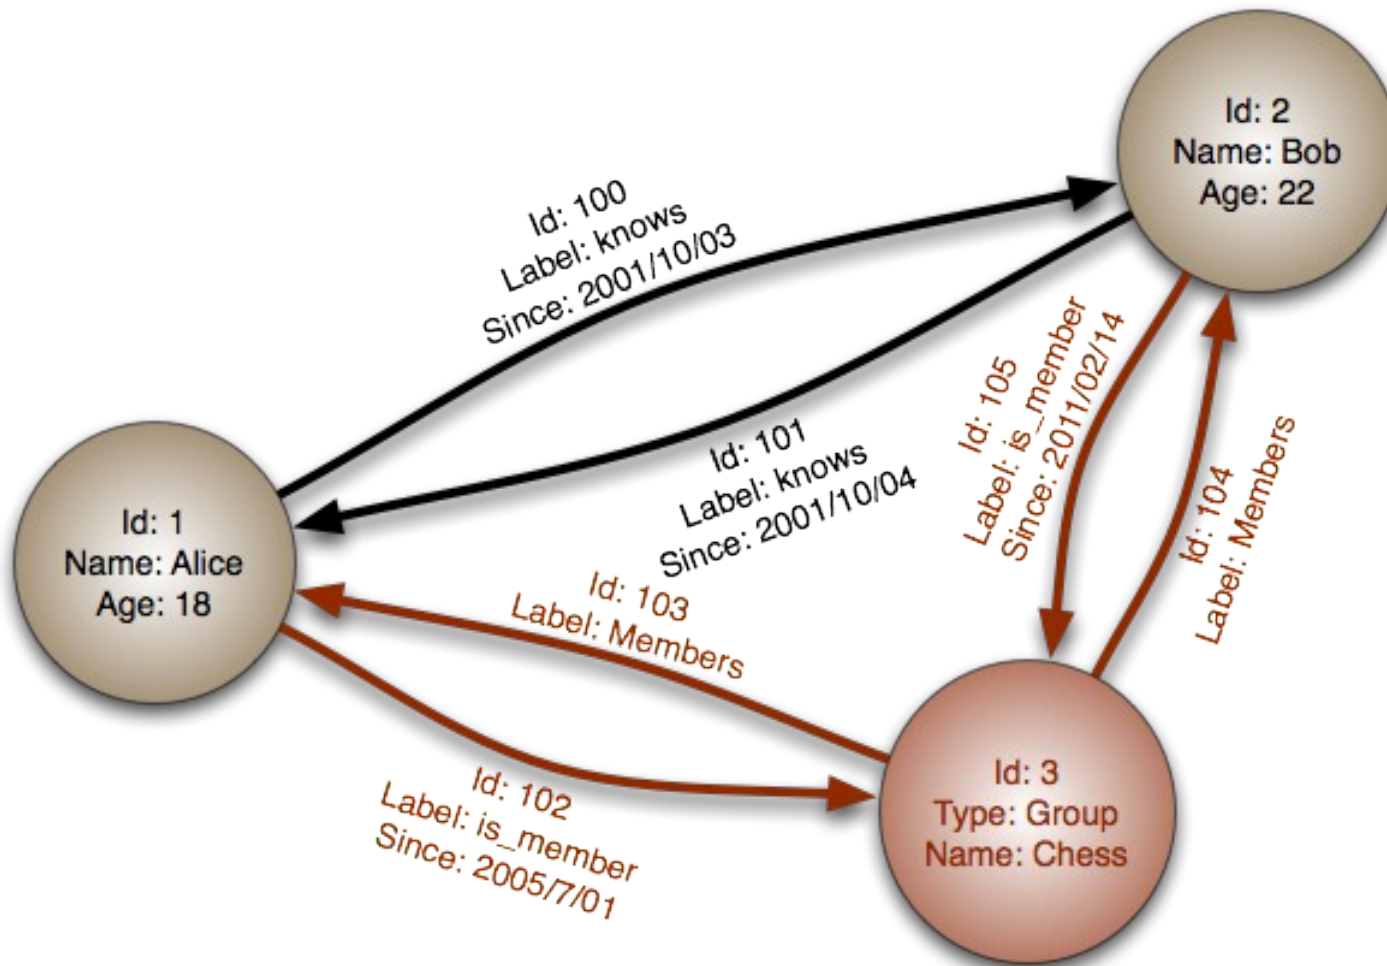 Id: 2
Name: Bob
Age: 22
Id: 100
Label: knows
Since: 2001/10/03
Id: 101
Label: knows
Since: 2001/10/04
Id: 105
Label: is_member
Since: 2011/02/14
Id: 104
Label: Members
Id: 1
Name: Alice
Age: 18
Id: 103
Label: Members
Id: 102
Label: is_member
Since: 2005/7/01
Id: 3
Type: Group
Name: Chess